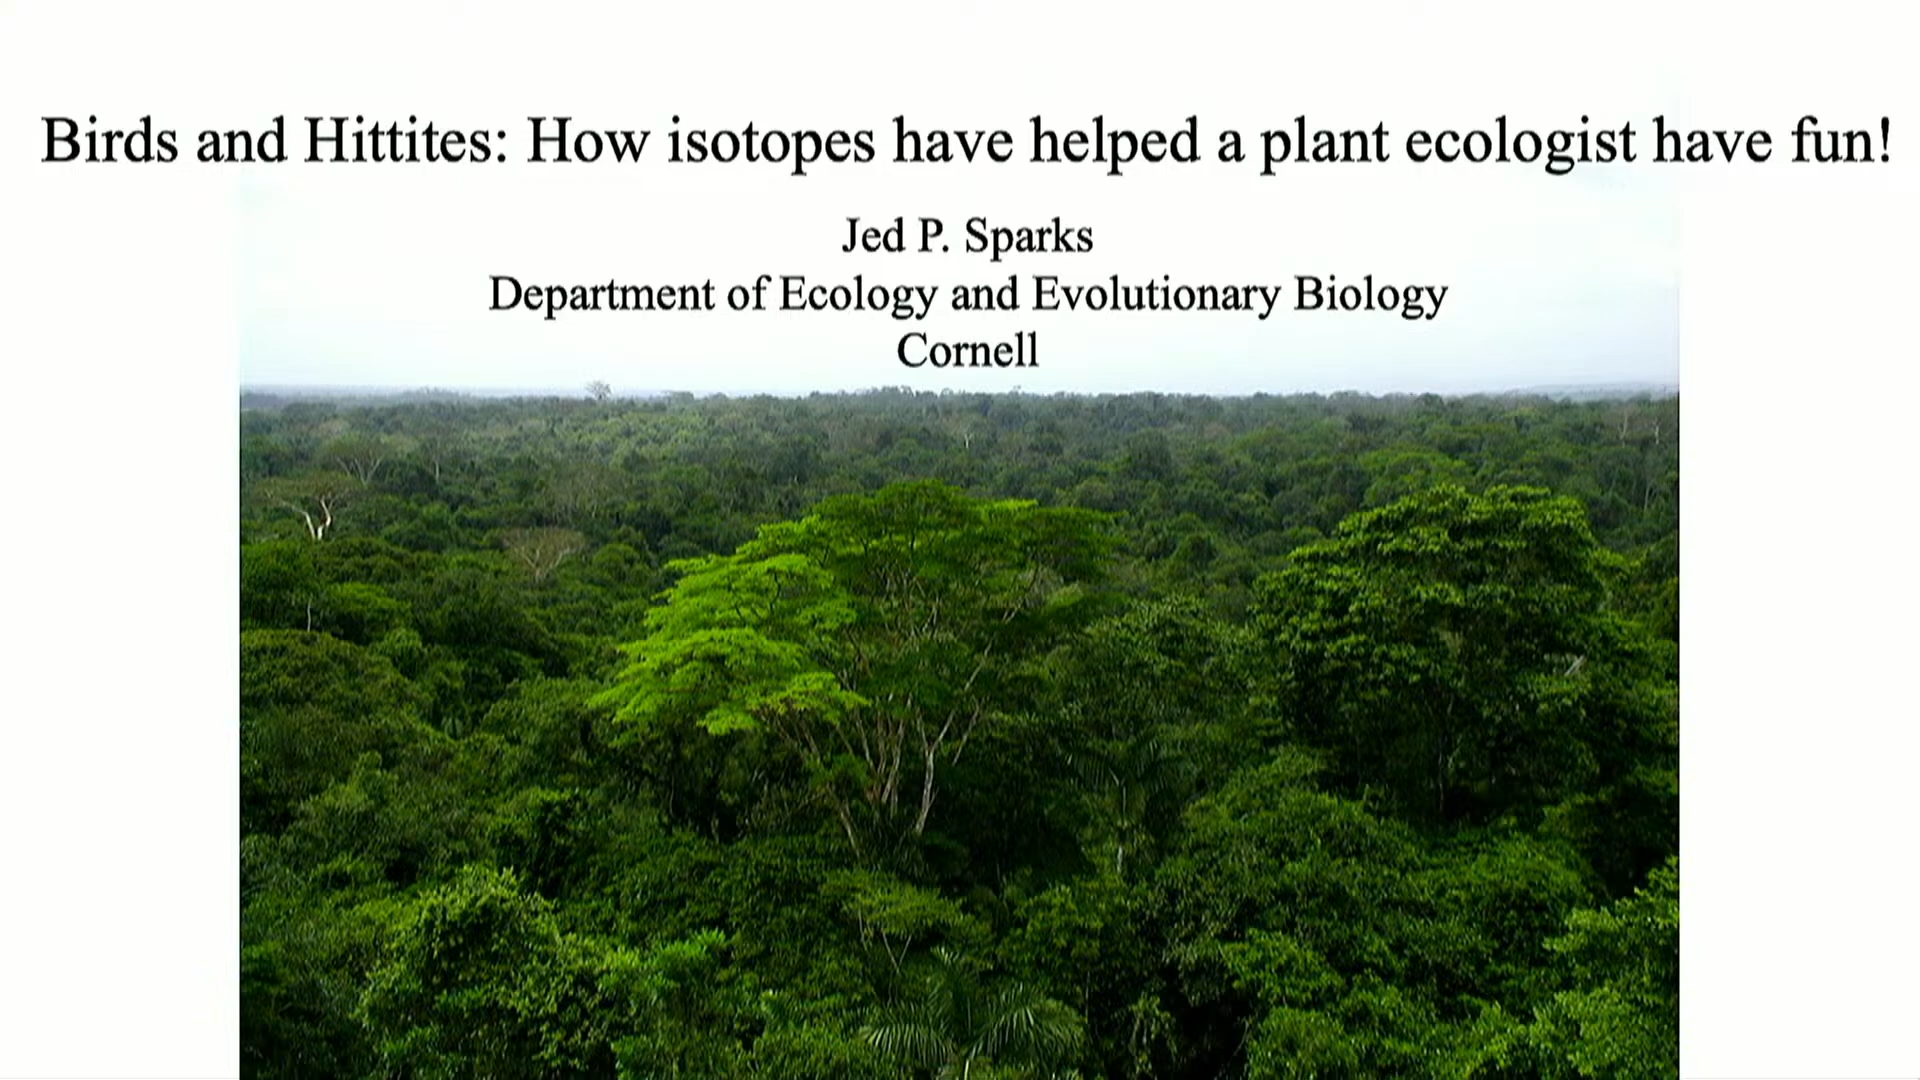 Birds and Hittites: How isotopes have helped a plant ecologist have fun!
Jed P. Sparks
Department of Ecology and Evolutionary Biology
Cornell